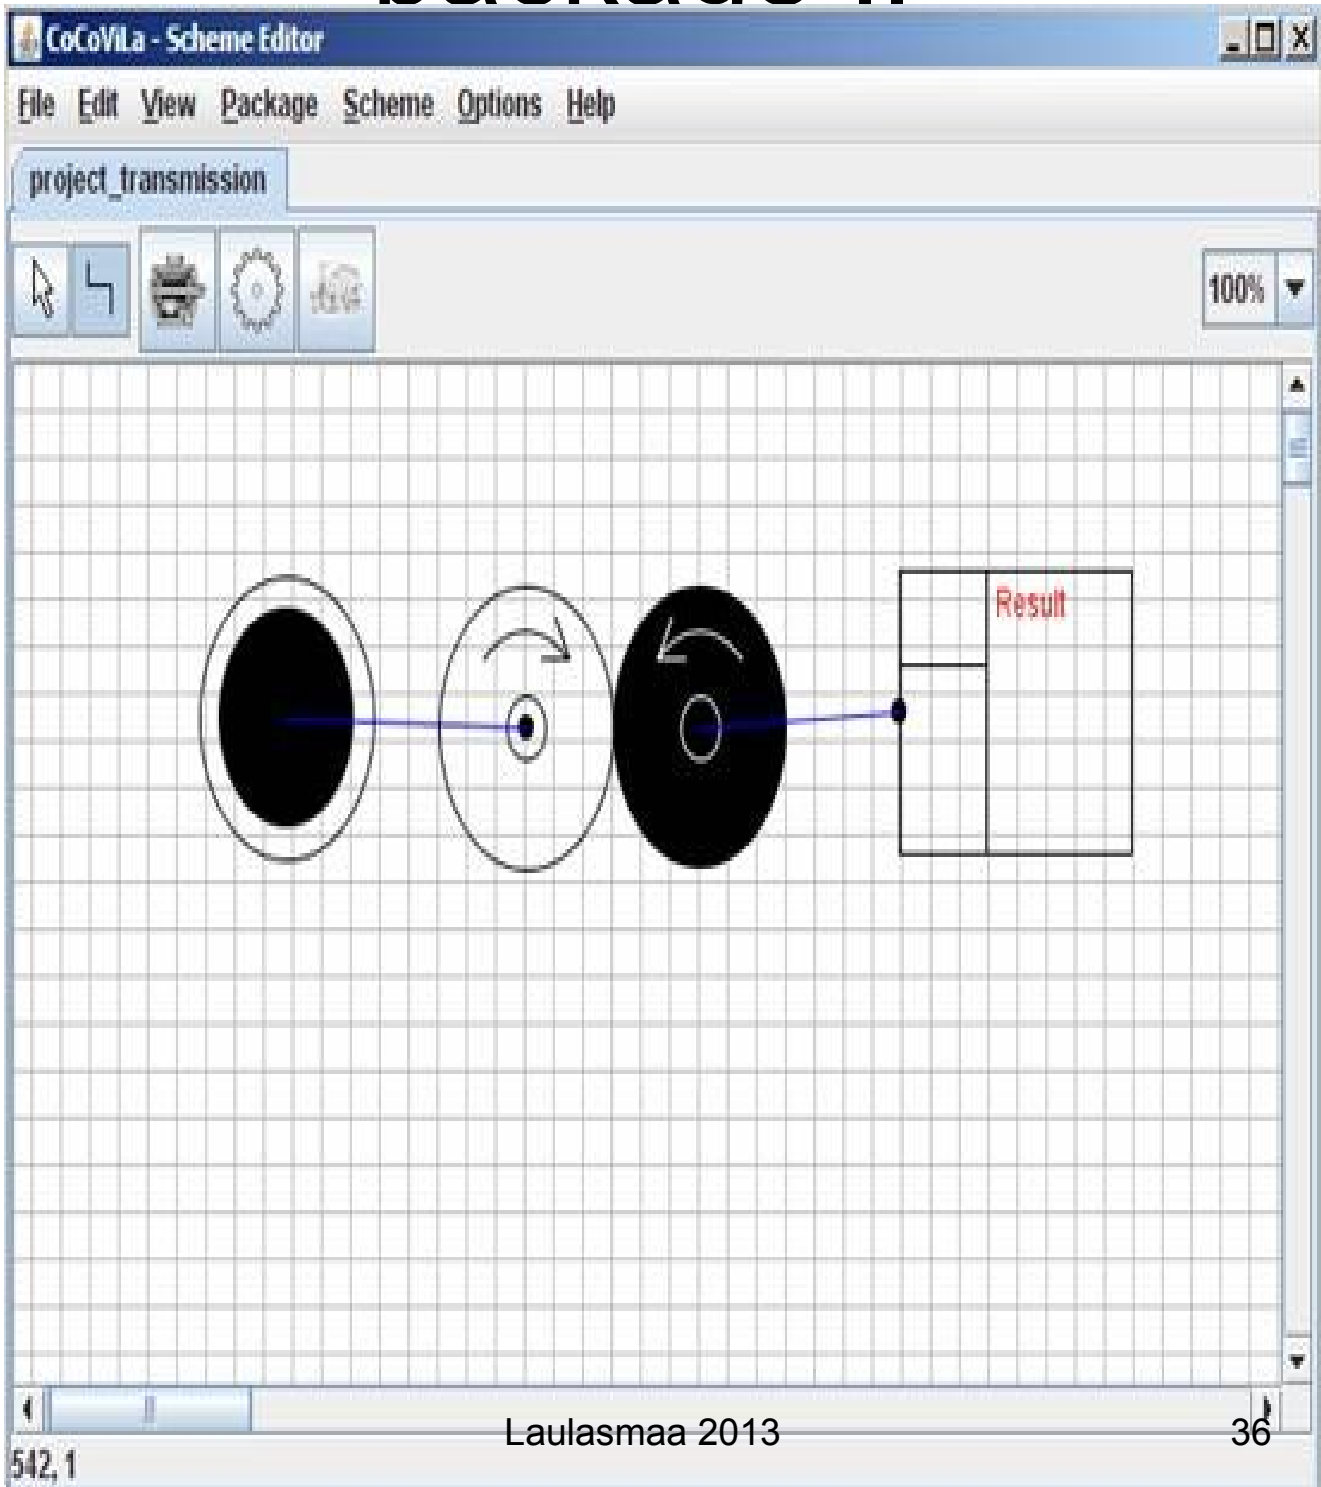 CoCoViLa - Scheme Editor
File Edit View Package Scheme Options Help
project_transmission
100%
Result
Laulasmaa 2013
36
542, 1